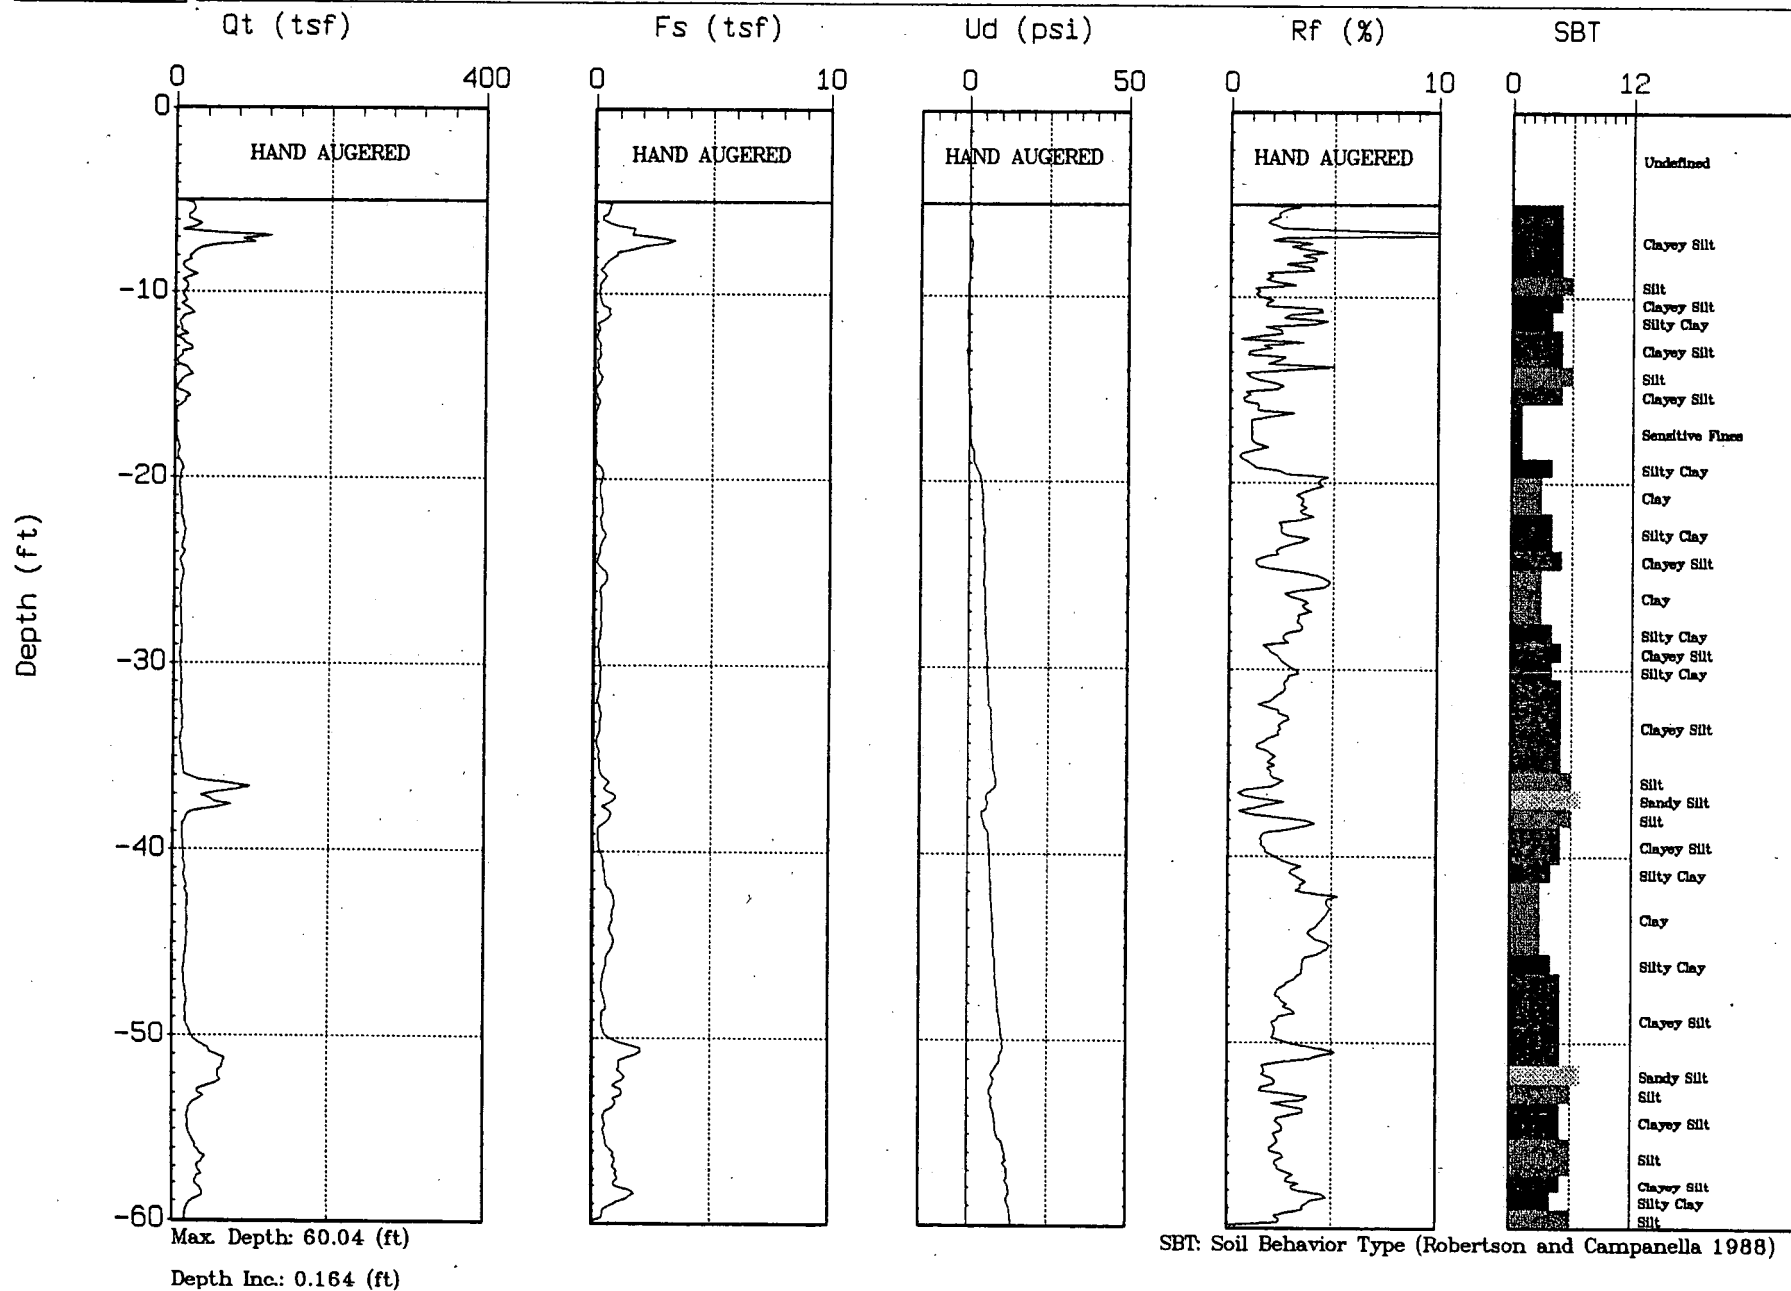 Qt (tsf) Fs (tsf) Ud (psi) Rf (%) SBT
0 400 0 10 0 50 0 10 0 12
0
HAND AUGERED HAND AUGERED HAND AUGERED HAND AUGERED
Undefined
Clayey Silt
-10
Silt
Clayey Silt
Silty Clay
Clayey Silt
Silt
Clayey Silt
Sensitive Fines
-20
Silty Clay
Clay
Silty Clay
Clayey Silt
Clay
Silty Clay
Clayey Silt
-30
Silty Clay
Clayey Silt
Silt
Sandy Silt
Silt
-40
Clayey Silt
Silty Clay
Clay
Silty Clay
Clayey Silt
-50
Sandy Silt
Silt
Clayey Silt
Silt
Clayey Silt
Silty Clay
-60
Silt
Depth (ft)
Max. Depth: 60.04 (ft)
SBT: Soil Behavior Type (Robertson and Campanella 1988)
Depth Inc.: 0.164 (ft)